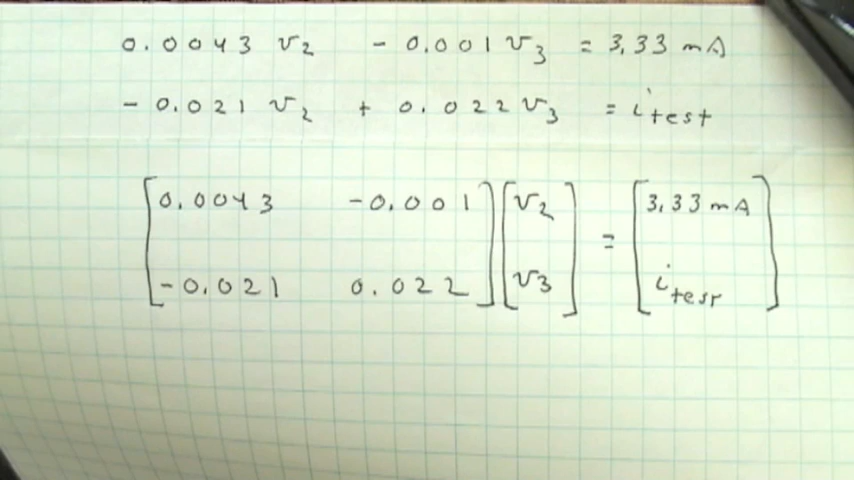 0.0043 v2 - 0.001 v3 = 3.33 mA
- 0.021 v2 + 0.022 v3 = itest
[0.0043 -0.001] [v2] = [3.33 mA]
[-0.021 0.022] [v3] [itest]